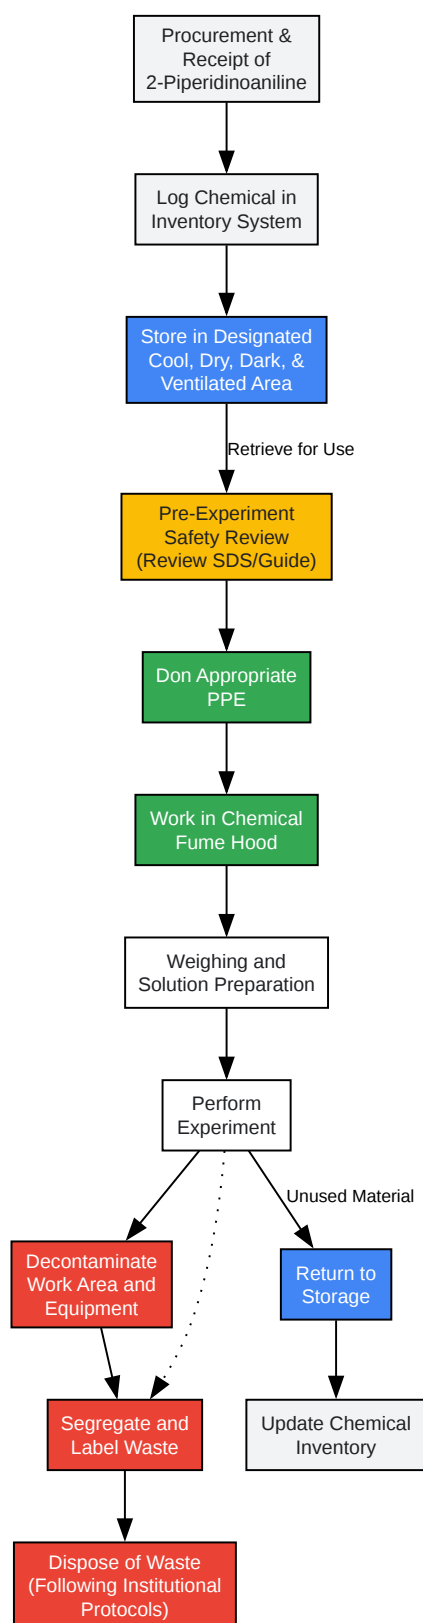 Procurement &
Receipt of
2-Piperidinoaniline
Log Chemical in
Inventory System
Store in Designated
Cool, Dry, Dark, &
Ventilated Area
Retrieve for Use
Pre-Experiment
Safety Review
(Review SDS/Guide)
Don Appropriate
PPE
Work in Chemical
Fume Hood
Weighing and
Solution Preparation
Perform
Experiment
Unused Material
Decontaminate
Work Area and
Equipment
Return to
Storage
Segregate and
Label Waste
Update Chemical
Inventory
Dispose of Waste
(Following Institutional
Protocols)